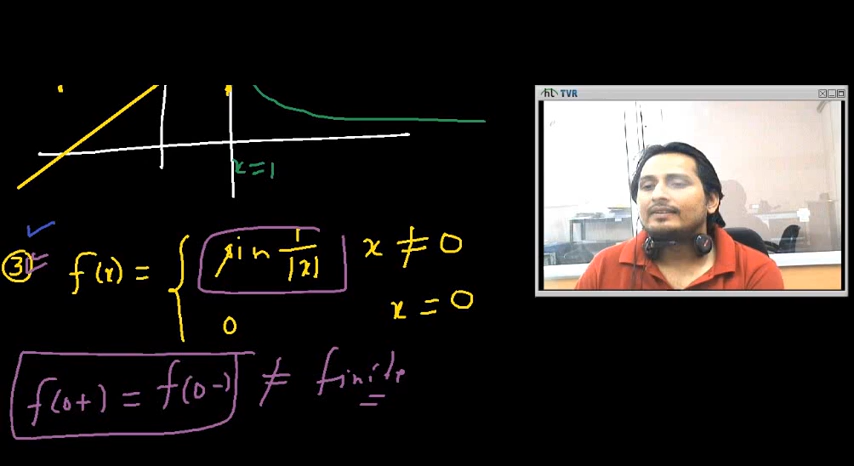 TVR
x=1
③ f(x) = { sin 1/|x| x ≠ 0
0 x = 0
f(0+) = f(0-) ≠ finite